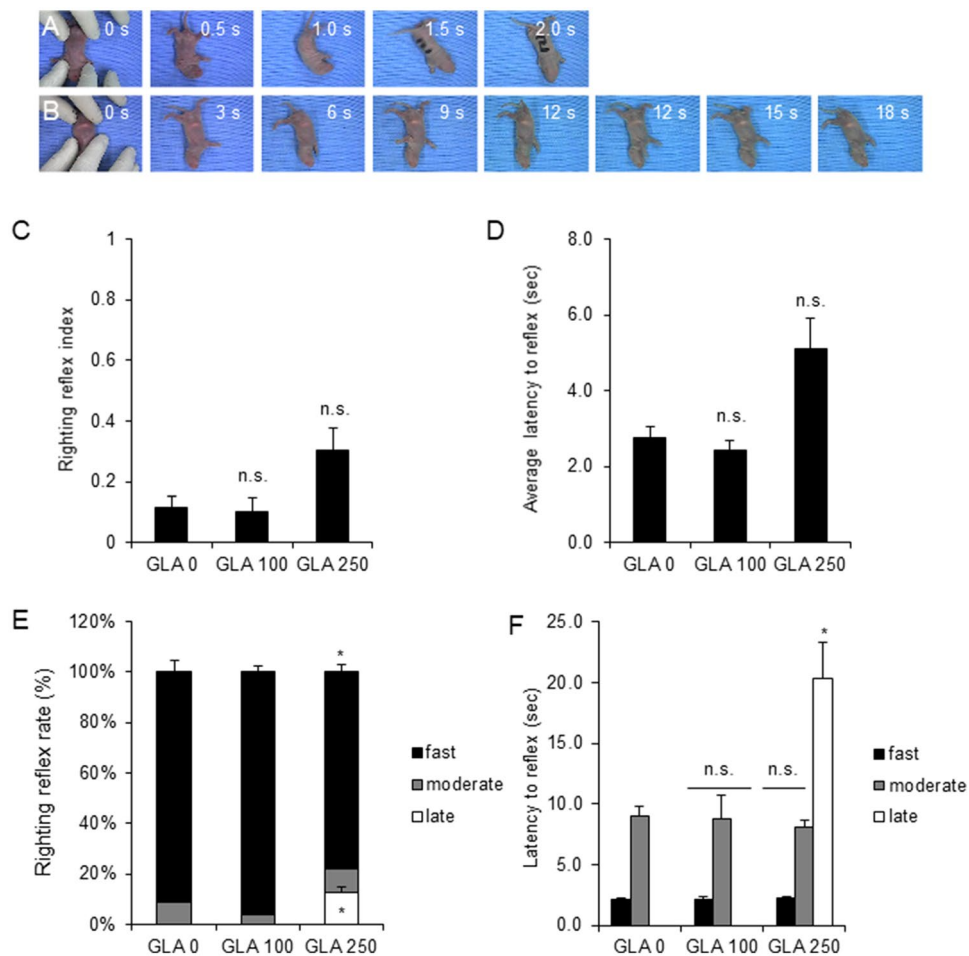 A 0 s 0.5 s 1.0 s 1.5 s 2.0 s
B 0s 3 s 6 s 9 s 12 s 12 s 15 s 18 s
C
Righting reflex index
1
0.8
0.6
0.4
0.2
0
n.s.
n.s.
GLA 0 GLA 100 GLA 250
D
Average latency to reflex (sec)
8.0
6.0
4.0
2.0
0.0
n.s.
n.s.
GLA 0 GLA 100 GLA 250
E
Righting reflex rate (%)
120%
100%
80%
60%
40%
20%
0%
*
*
GLA 0 GLA 100 GLA 250
fast
moderate
late
F
Latency to reflex (sec)
25.0
20.0
15.0
10.0
5.0
0.0
n.s.
n.s.
*
GLA 0 GLA 100 GLA 250
fast
moderate
late